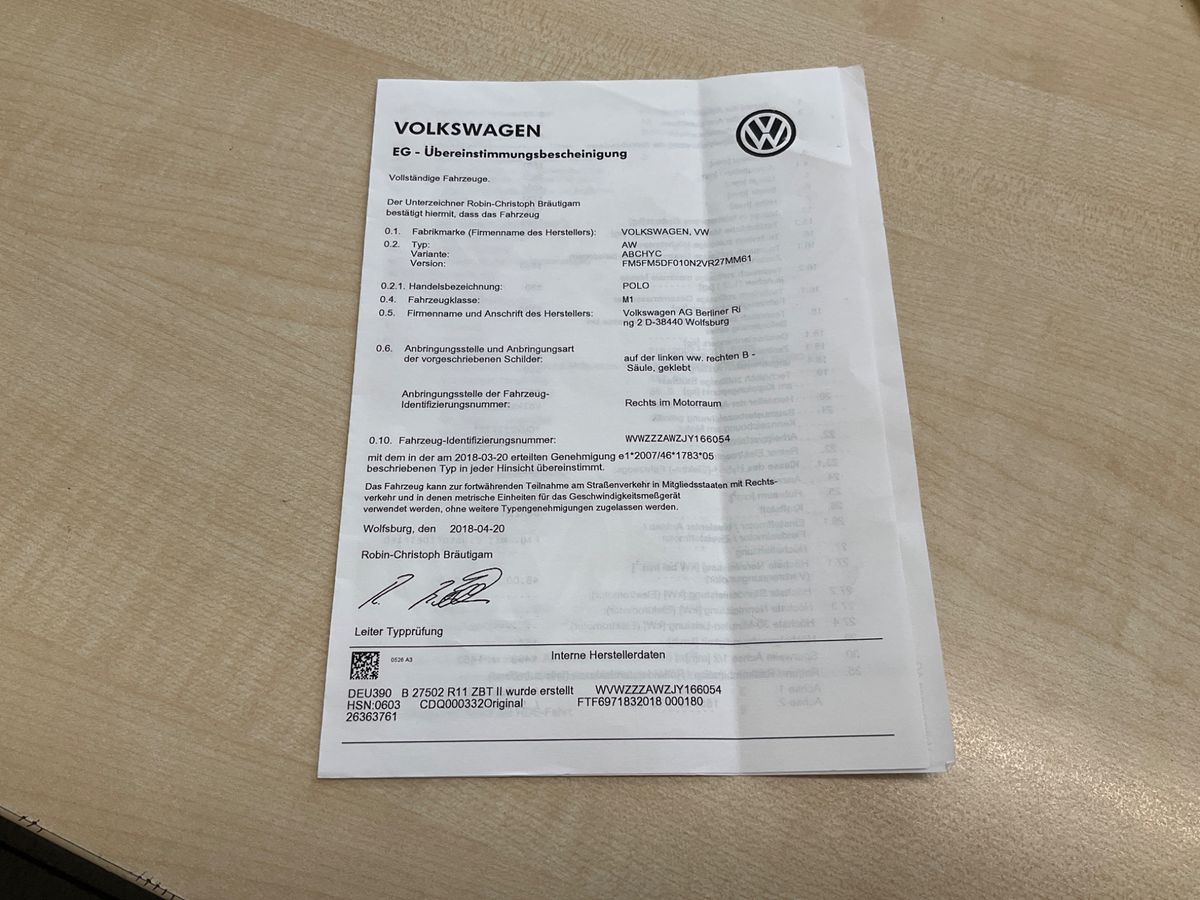 VOLKSWAGEN
EG - Übereinstimmungsbescheinigung
Vollständige Fahrzeuge.
Der Unterzeichner Robin-Christoph Bräutigam
bestätigt hiermit, dass das Fahrzeug
0.1. Fabrikmarke (Firmenname des Herstellers): VOLKSWAGEN, VW
0.2. Typ: AW
Variante: ABCHYC
Version: FM5FM5DF010N2VR27MM61
0.2.1. Handelsbezeichnung: POLO
0.4. Fahrzeugklasse: M1
0.5. Firmenname und Anschrift des Herstellers: Volkswagen AG Berliner Ri
ng 2 D-38440 Wolfsburg
0.6. Anbringungsstelle und Anbringungsart
der vorgeschriebenen Schilder: auf der linken ww. rechten B -
Säule, geklebt
Anbringungsstelle der Fahrzeug-
Identifizierungsnummer: Rechts im Motorraum
0.10. Fahrzeug-Identifizierungsnummer: WVWZZZAWZJY166054
mit dem in der am 2018-03-20 erteilten Genehmigung e1*2007/46*1783*05
beschriebenen Typ in jeder Hinsicht übereinstimmt.
Das Fahrzeug kann zur fortwährenden Teilnahme am Straßenverkehr in Mitgliedsstaaten mit Rechts-
verkehr und in denen metrische Einheiten für das Geschwindigkeitsmeßgerät
verwendet werden, ohne weitere Typengenehmigungen zugelassen werden.
Wolfsburg, den 2018-04-20
Robin-Christoph Bräutigam
Leiter Typprüfung
Interne Herstellerdaten
0526 A3
DEU390 B 27502 R11 ZBT II wurde erstellt WVWZZZAWZJY166054
HSN:0603 CDQ000332Original FTF6971832018 000180
26363761